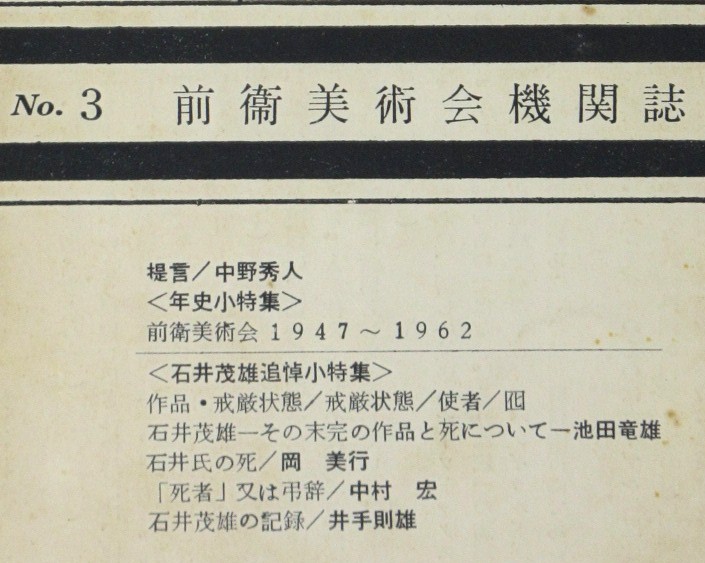 No. 3 前衞美術会機関誌
提言／中野秀人
＜年史小特集＞
前衛美術会 1947～1962
＜石井茂雄追悼小特集＞
作品・戒厳状態／戒厳状態／使者／囮
石井茂雄―その末完の作品と死について―池田竜雄
石井氏の死／岡　美行
「死者」又は弔辞／中村　宏
石井茂雄の記録／井手則雄